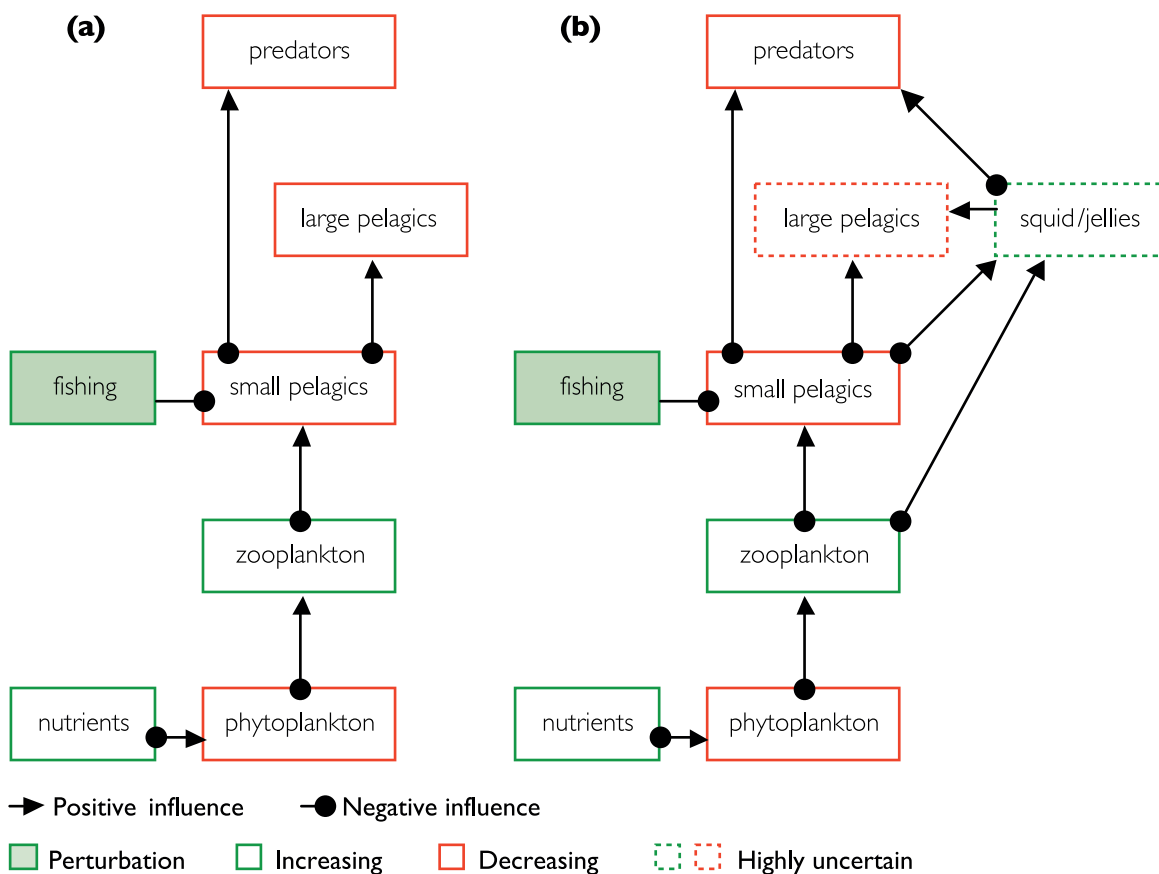 (a)
predators
large pelagics
fishing
small pelagics
zooplankton
nutrients
phytoplankton
(b)
predators
large pelagics
squid/jellies
fishing
small pelagics
zooplankton
nutrients
phytoplankton
Positive influence
Negative influence
Perturbation
Increasing
Decreasing
Highly uncertain